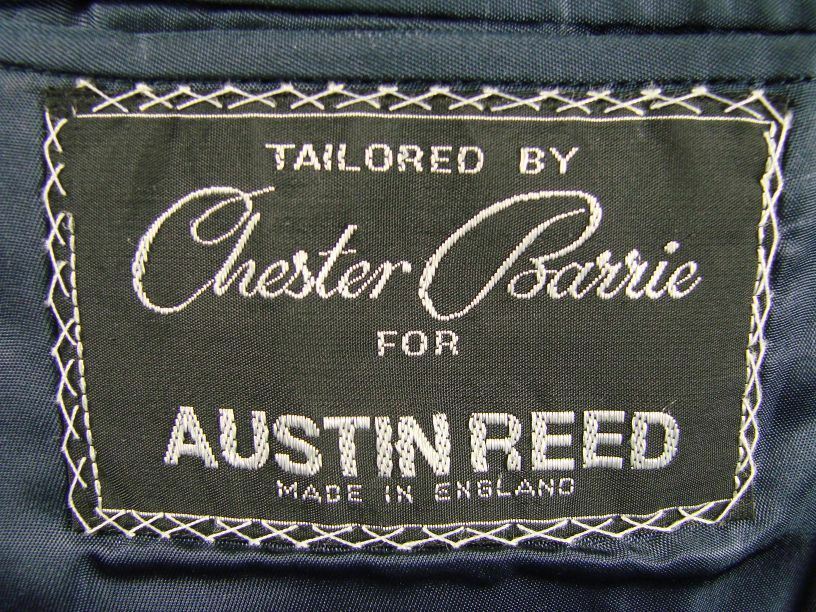 TAILORED BY
Chester Barrie
FOR
AUSTIN REED
MADE IN ENGLAND